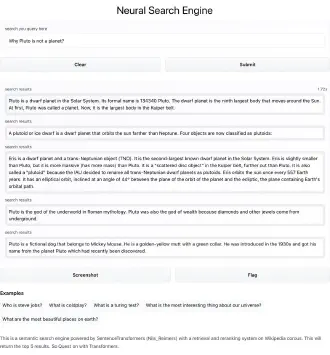 Neural Search Engine
search you query here
Why Pluto is not a planet?
Clear
Submit
search results
1.72s
Pluto is a dwarf planet in the Solar System. Its formal name is 134340 Pluto. The dwarf planet is the ninth largest body that moves around the Sun.
At first, Pluto was called a planet. Now, it is the largest body in the Kuiper belt.
search results
A plutoid or ice dwarf is a dwarf planet that orbits the sun farther than Neptune. Four objects are now classified as plutoids:
search results
Eris is a dwarf planet and a trans-Neptunian object (TNO). It is the second-largest known dwarf planet in the Solar System. Eris is slightly smaller
than Pluto, but it is more massive (has more mass) than Pluto. It is a "scattered disc object" in the Kuiper belt, further out than Pluto. It is also
called a "plutoid" because the IAU decided to rename all trans-Neptunian dwarf planets as plutoids. Eris orbits the sun once every 557 Earth
years. It has an elliptical orbit, inclined at an angle of 44° between the plane of the orbit of the planet and the ecliptic, the plane containing Earth's
orbital path.
search results
Pluto is the god of the underworld in Roman mythology. Pluto was also the god of wealth because diamonds and other jewels come from
underground.
search results
Pluto is a fictional dog that belongs to Mickey Mouse. He is a golden-yellow mutt with a green collar. He was introduced in the 1930s and got his
name from the planet Pluto which had recently been discovered.
Screenshot
Flag
Examples
Who is steve jobs?
What is coldplay?
What is a turing test?
What is the most interesting thing about our universe?
What are the most beautiful places on earth?
This is a semantic search engine powered by SentenceTransformers (Nils_Reimers) with a retrieval and reranking system on Wikipedia corpus. This will
return the top 5 results. So Quest on with Transformers.